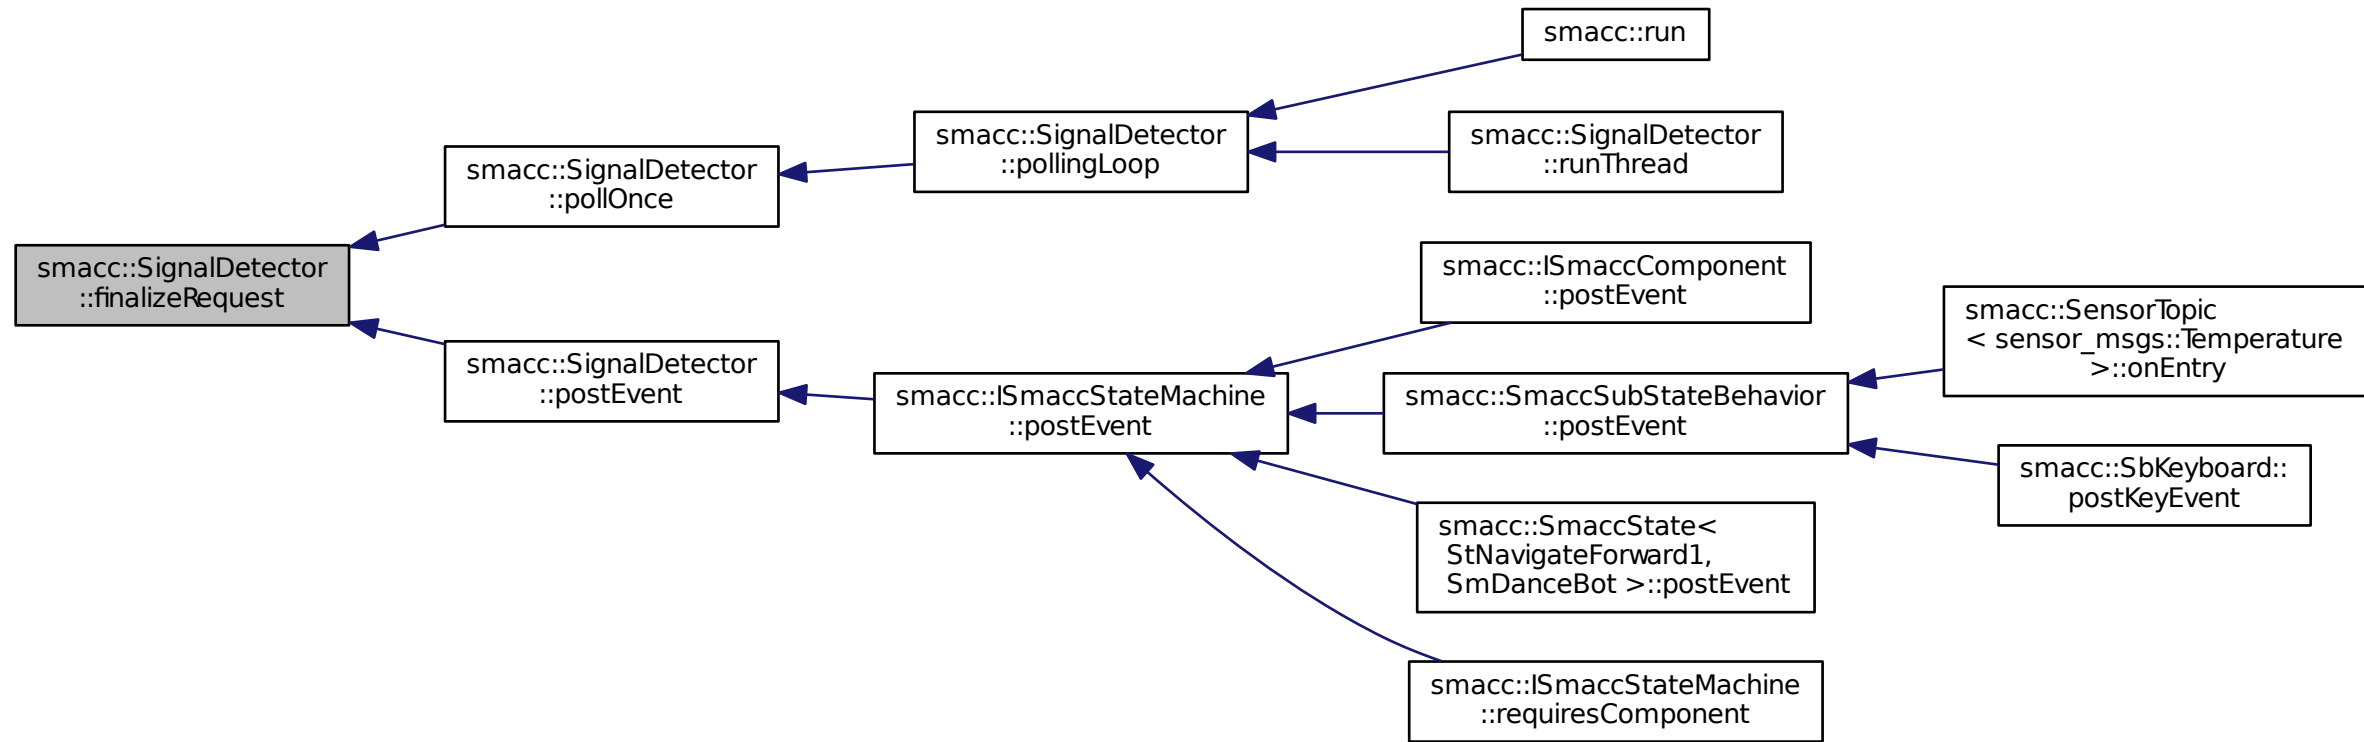 smacc::run
smacc::SignalDetector
::pollingLoop
smacc::SignalDetector
::runThread
smacc::SignalDetector
::pollOnce
smacc::SignalDetector
::finalizeRequest
smacc::ISmaccComponent
::postEvent
smacc::SensorTopic
< sensor_msgs::Temperature
>::onEntry
smacc::SignalDetector
::postEvent
smacc::ISmaccStateMachine
::postEvent
smacc::SmaccSubStateBehavior
::postEvent
smacc::SbKeyboard::
postKeyEvent
smacc::SmaccState<
StNavigateForward1,
SmDanceBot >::postEvent
smacc::ISmaccStateMachine
::requiresComponent